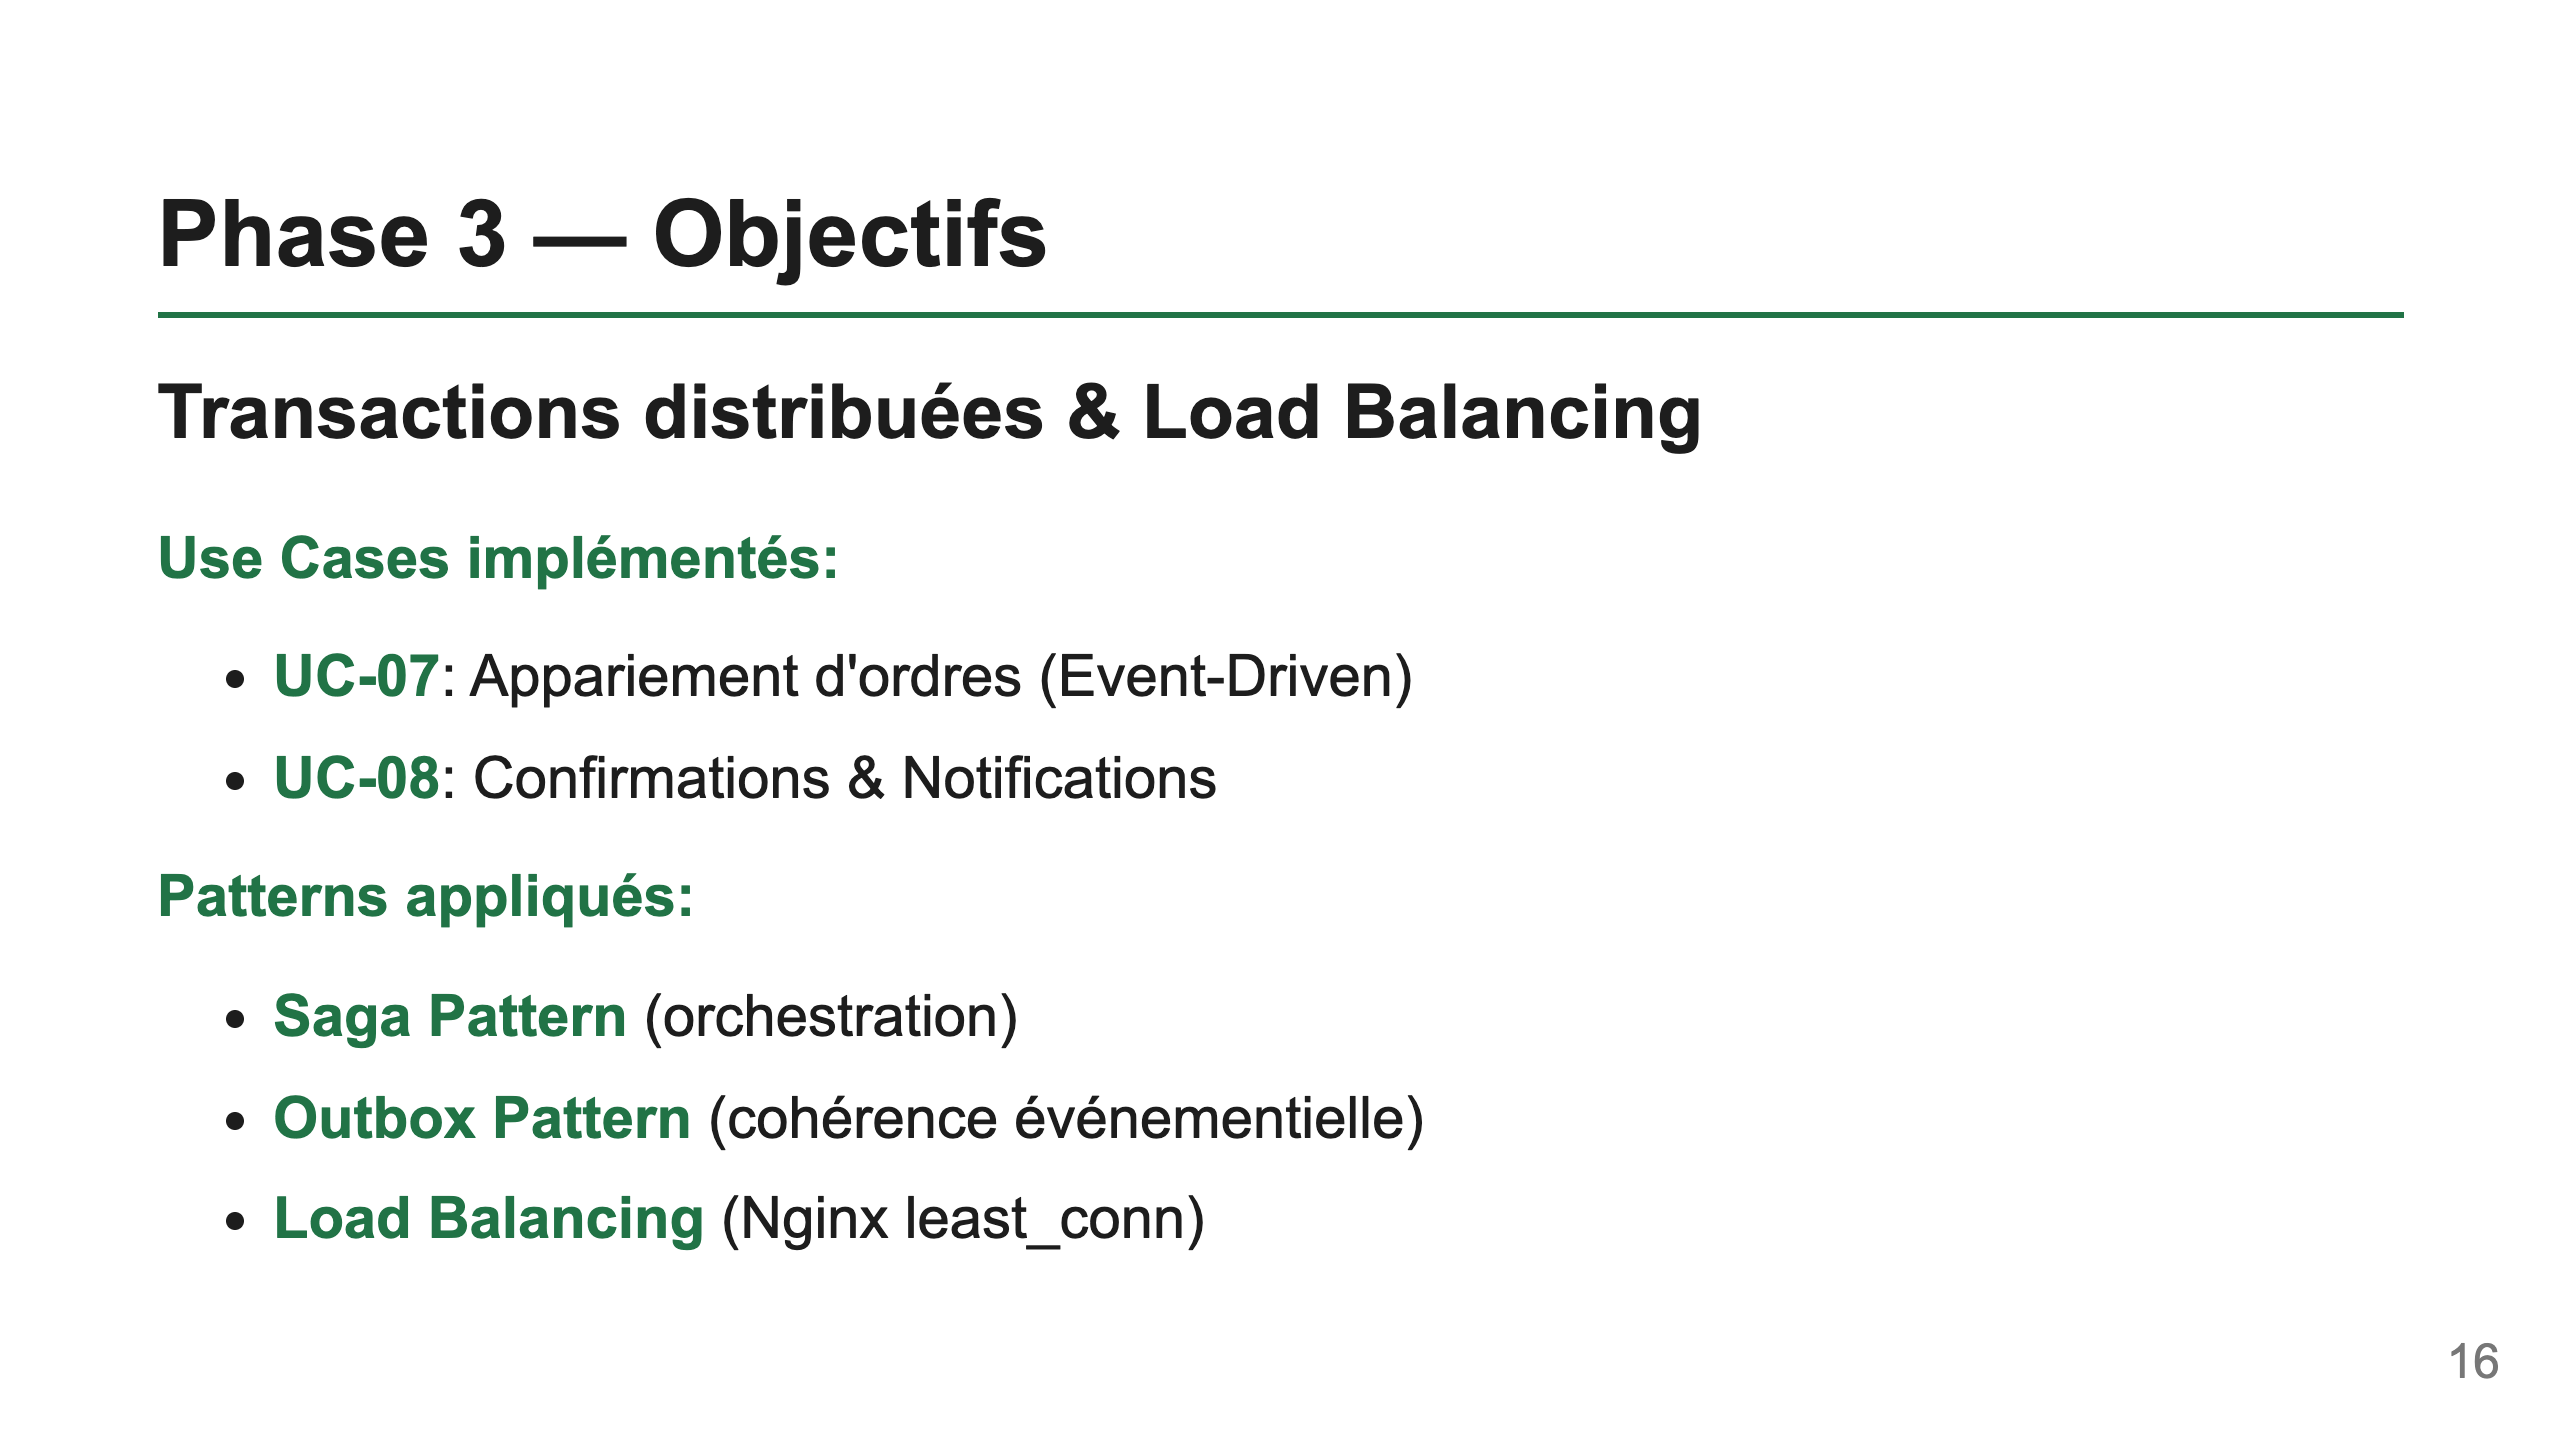 Phase 3 — Objectifs
Transactions distribuées & Load Balancing
Use Cases implémentés:
• UC-07: Appariement d'ordres (Event-Driven)
• UC-08: Confirmations & Notifications
Patterns appliqués:
• Saga Pattern (orchestration)
• Outbox Pattern (cohérence événementielle)
• Load Balancing (Nginx least_conn)
16